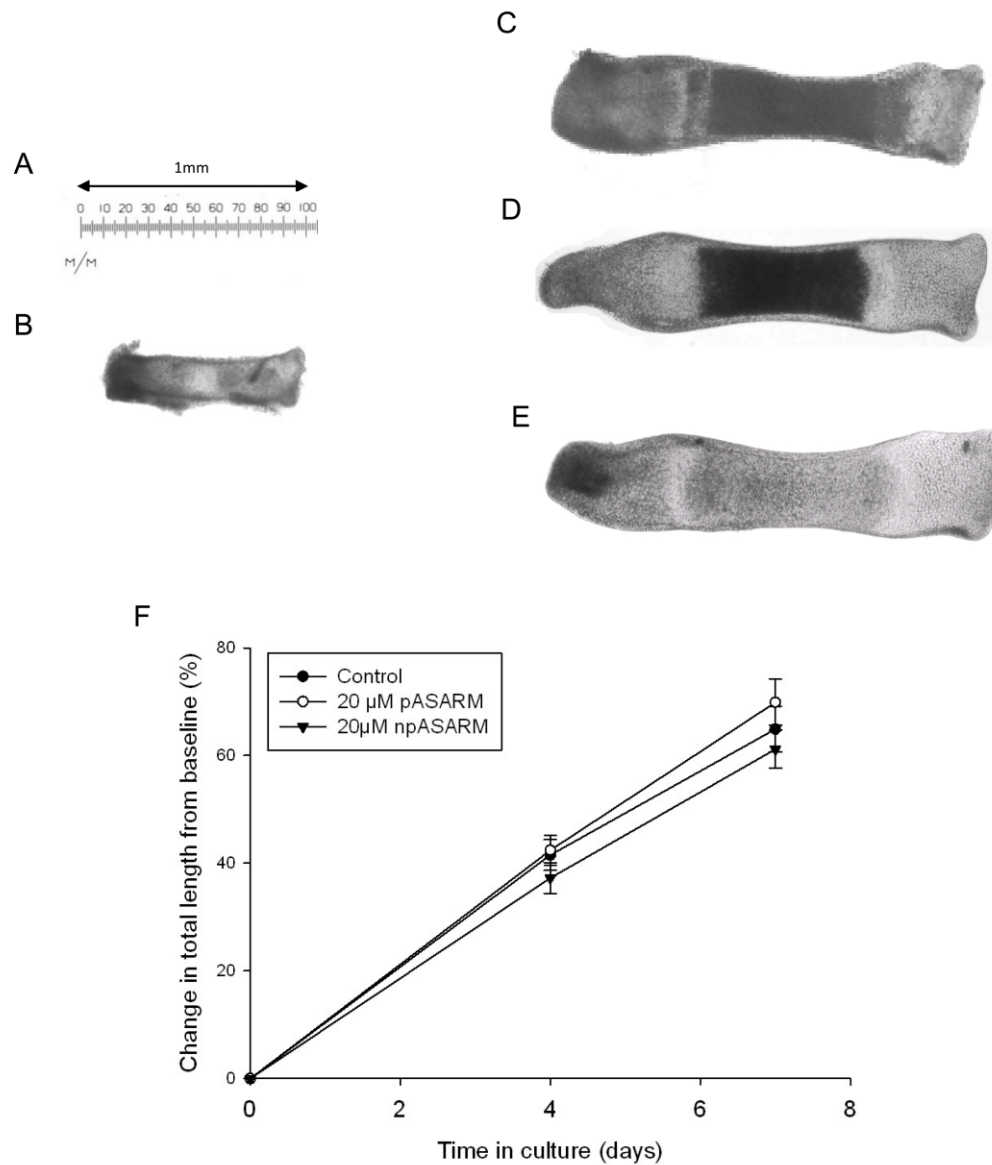 C
A
1mm
0 10 20 30 40 50 60 70 80 90 100
M/M
D
B
E
F
80
60
40
20
0
Change in total length from baseline (%)
Control
20 µM pASARM
20µM npASARM
0 2 4 6 8
Time in culture (days)